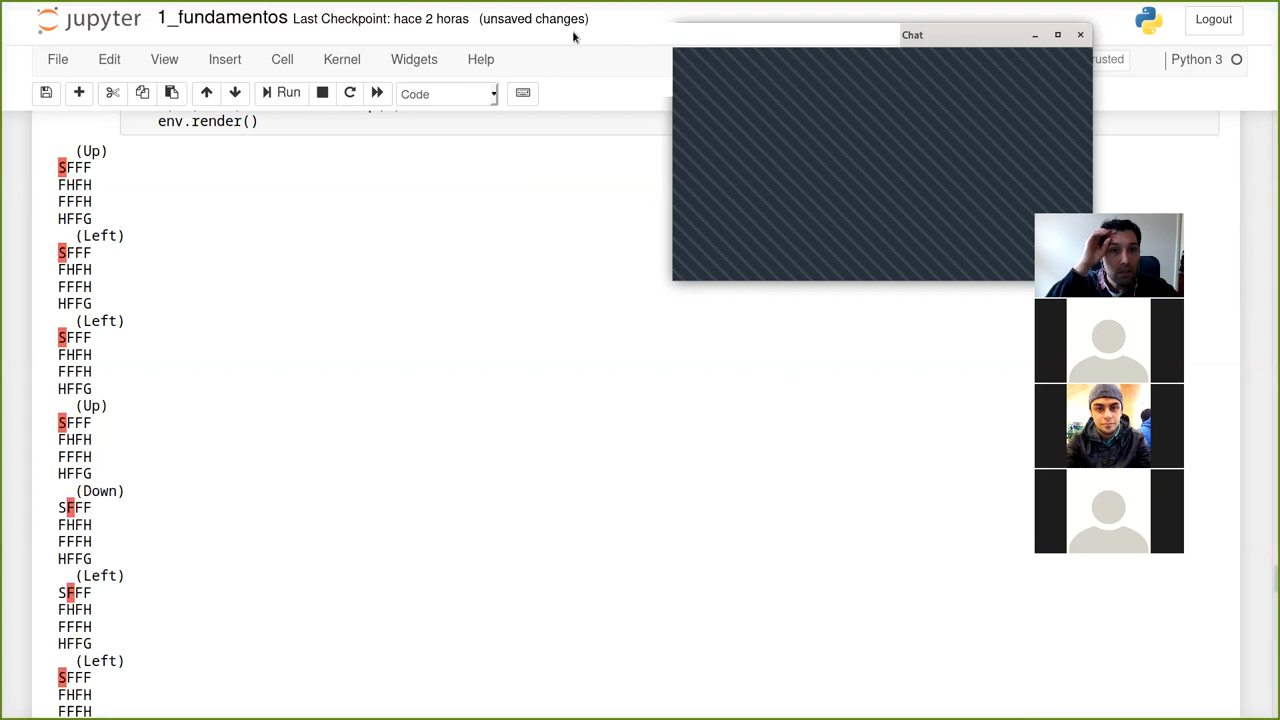 jupyter 1_fundamentos Last Checkpoint: hace 2 horas (unsaved changes)
Logout
Chat
File Edit View Insert Cell Kernel Widgets Help
rusted
Python 3
Run
Code
env.render()
(Up)
SFFF
FHFH
FFFH
HFFG
(Left)
SFFF
FHFH
FFFH
HFFG
(Left)
SFFF
FHFH
FFFH
HFFG
(Up)
SFFF
FHFH
FFFH
HFFG
(Down)
SFFF
FHFH
FFFH
HFFG
(Left)
SFFF
FHFH
FFFH
HFFG
(Left)
SFFF
FHFH
FFFH